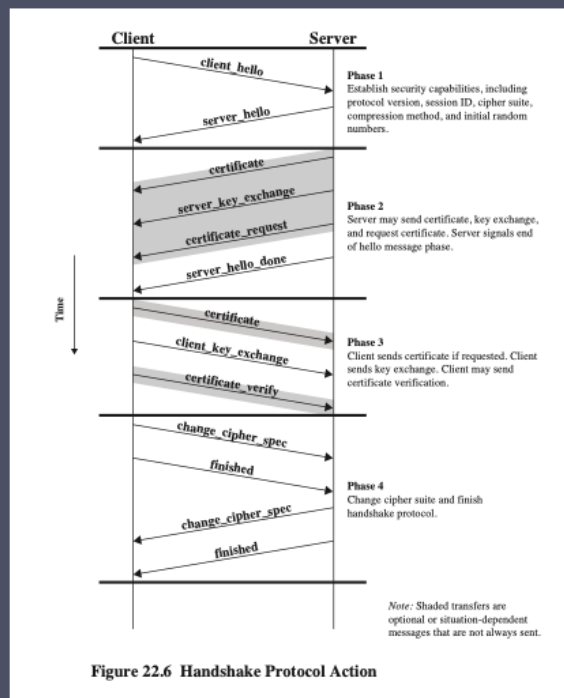 Client
Server
client_hello
Phase 1
Establish security capabilities, including
protocol version, session ID, cipher suite,
compression method, and initial random
numbers.
server_hello
certificate
server_key_exchange
Phase 2
Server may send certificate, key exchange,
and request certificate. Server signals end
of hello message phase.
certificate_request
server_hello_done
Time
certificate
client_key_exchange
Phase 3
Client sends certificate if requested. Client
sends key exchange. Client may send
certificate verification.
certificate_verify
change_cipher_spec
finished
Phase 4
Change cipher suite and finish
handshake protocol.
change_cipher_spec
finished
Note: Shaded transfers are
optional or situation-dependent
messages that are not always sent.
Figure 22.6 Handshake Protocol Action